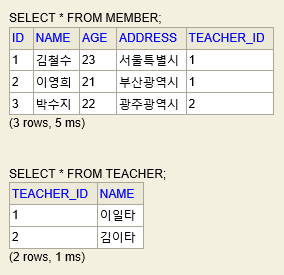 SELECT * FROM MEMBER;
ID NAME AGE ADDRESS TEACHER_ID
1 김철수 23 서울특별시 1
2 이영희 21 부산광역시 1
3 박수지 22 광주광역시 2
(3 rows, 5 ms)
SELECT * FROM TEACHER;
TEACHER_ID NAME
1 이일타
2 김이타
(2 rows, 1 ms)